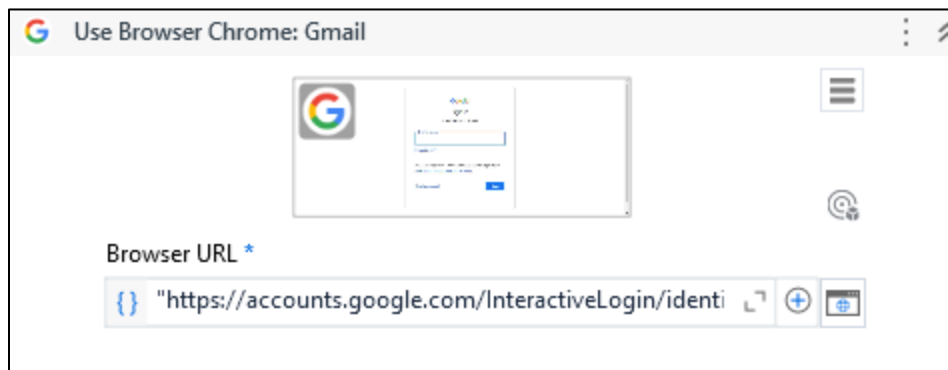 Use Browser Chrome: Gmail
Browser URL *
"https://accounts.google.com/InteractiveLogin/identi